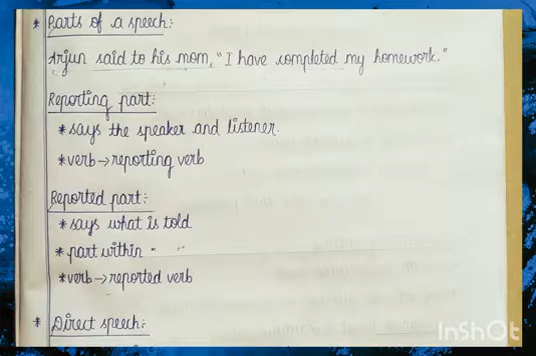 * Parts of a speech:
Arjun said to his mom, "I have completed my homework."
Reporting part:
* says the speaker and listener.
* verb → reporting verb
Reported part:
* says what is told
* part within " "
* verb → reported verb
* Direct speech:
InShOt